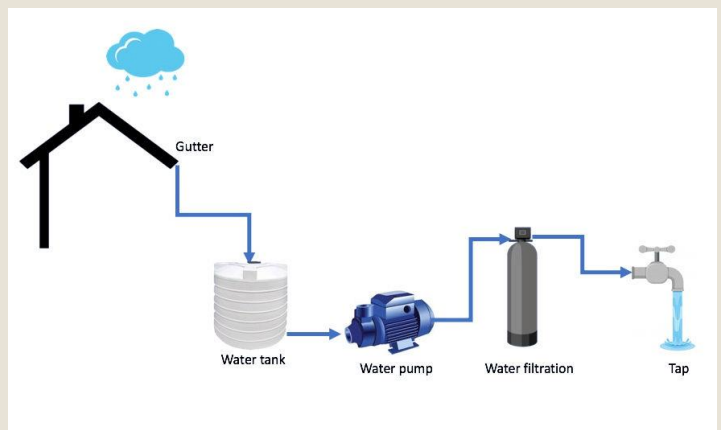 Gutter
Water tank
Water pump
Water filtration
Tap